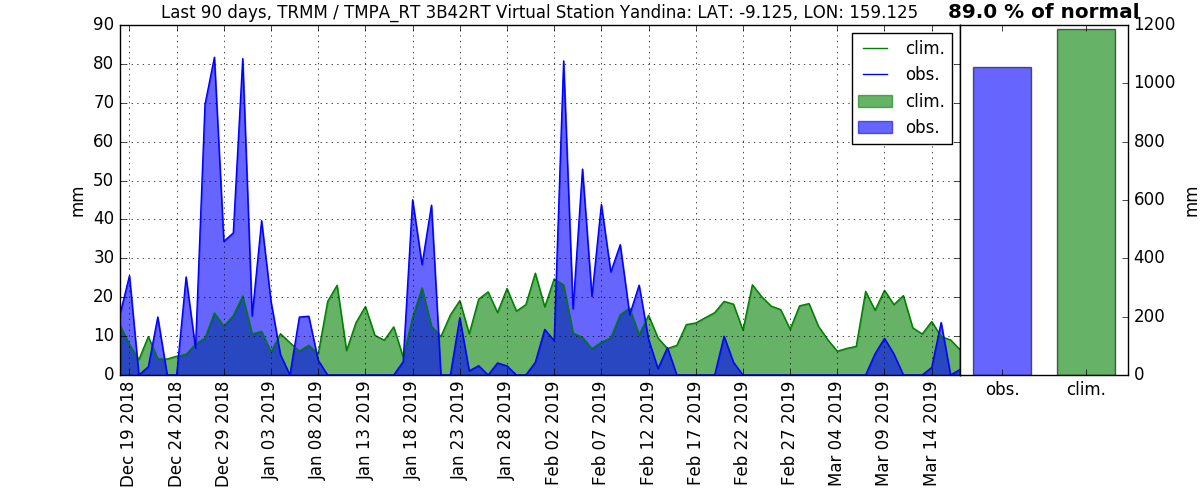 Last 90 days, TRMM / TMPA_RT 3B42RT Virtual Station Yandina: LAT: -9.125, LON: 159.125
89.0 % of normal
90
80
70
60
50
40
30
20
10
0
mm
clim.
obs.
clim.
obs.
1200
1000
800
600
400
200
0
mm
Dec 19 2018
Dec 24 2018
Dec 29 2018
Jan 03 2019
Jan 08 2019
Jan 13 2019
Jan 18 2019
Jan 23 2019
Jan 28 2019
Feb 02 2019
Feb 07 2019
Feb 12 2019
Feb 17 2019
Feb 22 2019
Feb 27 2019
Mar 04 2019
Mar 09 2019
Mar 14 2019
obs.
clim.